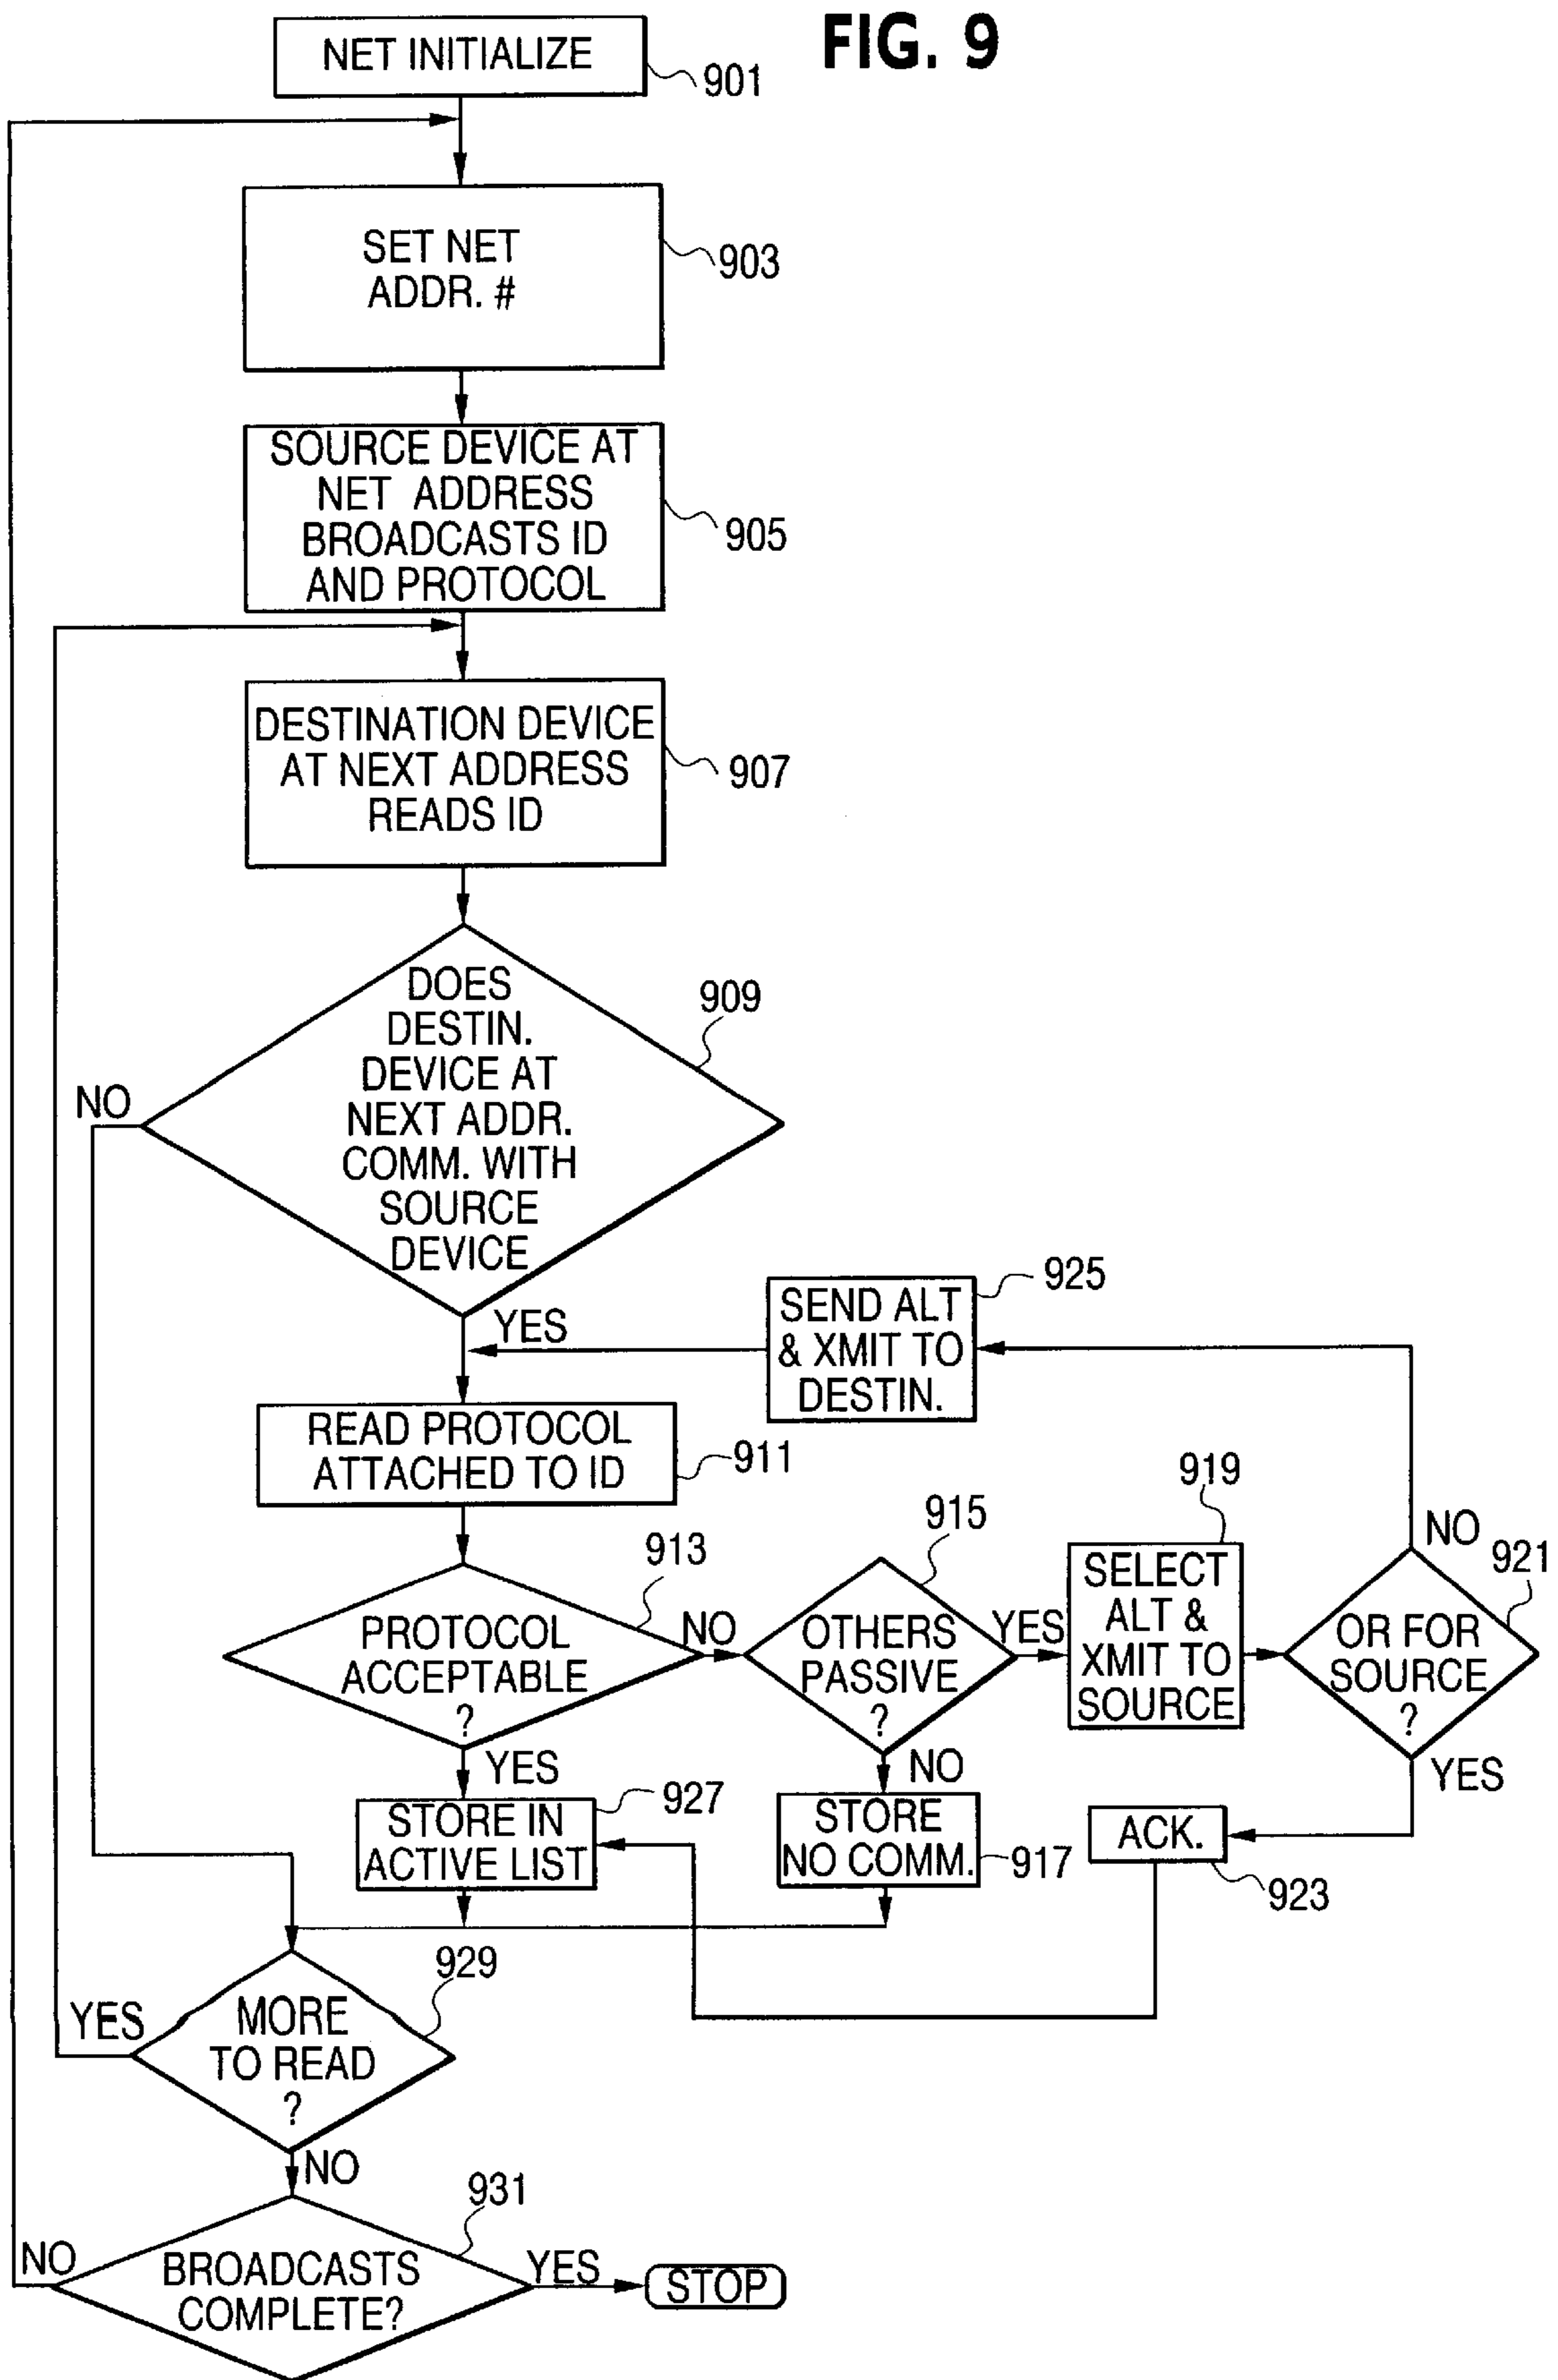 FIG. 9
NET INITIALIZE
901
SET NET
ADDR. #
903
SOURCE DEVICE AT
NET ADDRESS
BROADCASTS ID
AND PROTOCOL
905
DESTINATION DEVICE
AT NEXT ADDRESS
READS ID
907
DOES
DESTIN.
DEVICE AT
NEXT ADDR.
COMM. WITH
SOURCE
DEVICE
909
NO
YES
SEND ALT
& XMIT TO
DESTIN.
925
READ PROTOCOL
ATTACHED TO ID
911
PROTOCOL
ACCEPTABLE
?
913
NO
YES
OTHERS
PASSIVE
?
915
YES
NO
SELECT
ALT &
XMIT TO
SOURCE
919
OR FOR
SOURCE
?
921
NO
YES
STORE IN
ACTIVE LIST
927
STORE
NO COMM.
917
ACK.
923
MORE
TO READ
?
929
YES
NO
BROADCASTS
COMPLETE?
931
NO
YES
STOP